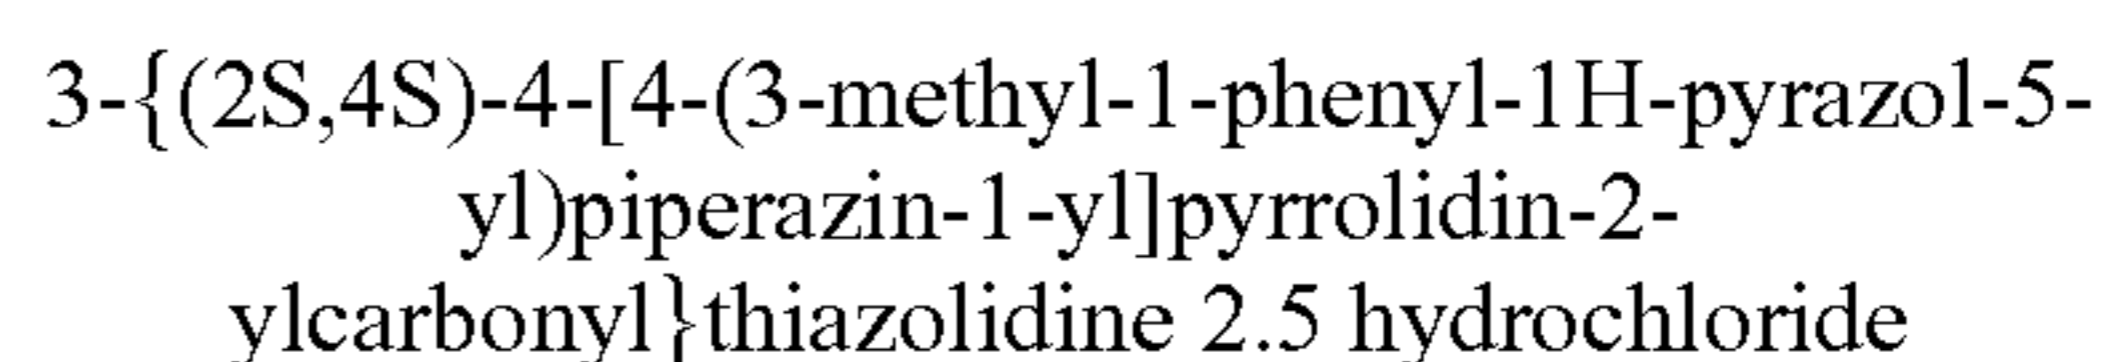 3-{(2S,4S)-4-[4-(3-methyl-1-phenyl-1H-pyrazol-5-
yl)piperazin-1-yl]pyrrolidin-2-
ylcarbonyl}thiazolidine 2.5 hydrochloride